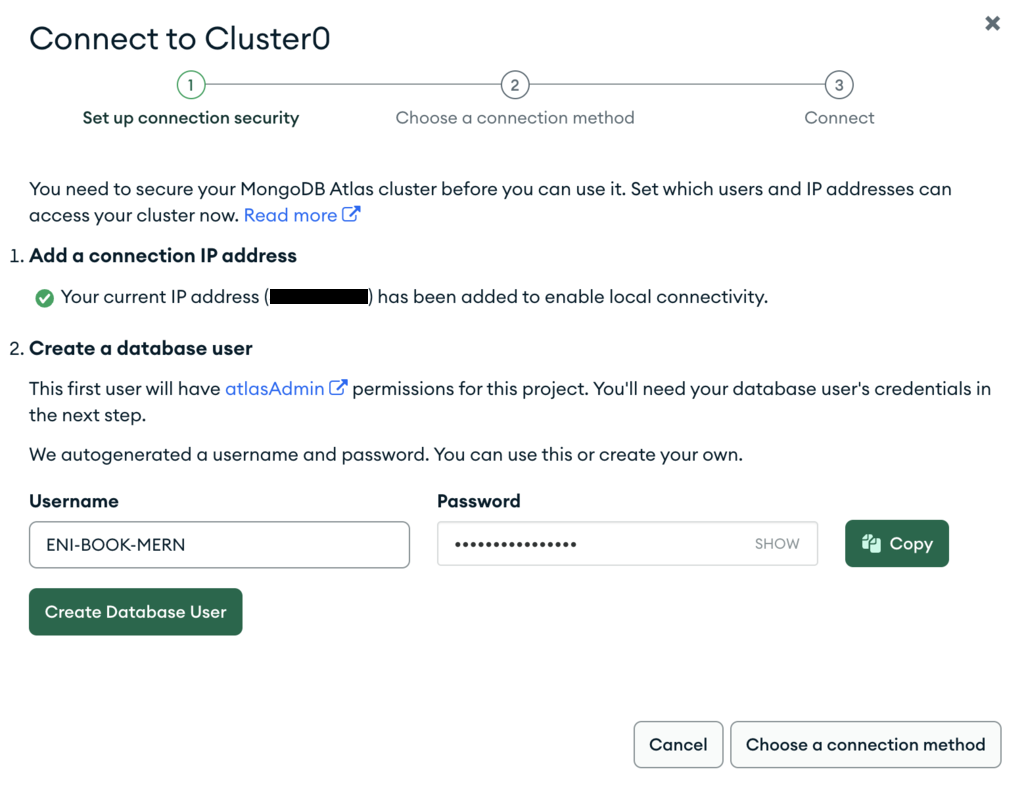 Connect to Cluster0
1
2
3
Set up connection security
Choose a connection method
Connect
You need to secure your MongoDB Atlas cluster before you can use it. Set which users and IP addresses can
access your cluster now. Read more
1. Add a connection IP address
Your current IP address () has been added to enable local connectivity.
2. Create a database user
This first user will have atlasAdmin permissions for this project. You'll need your database user's credentials in
the next step.
We autogenerated a username and password. You can use this or create your own.
Username
Password
ENI-BOOK-MERN
•••••••••••••••• SHOW
Copy
Create Database User
Cancel
Choose a connection method